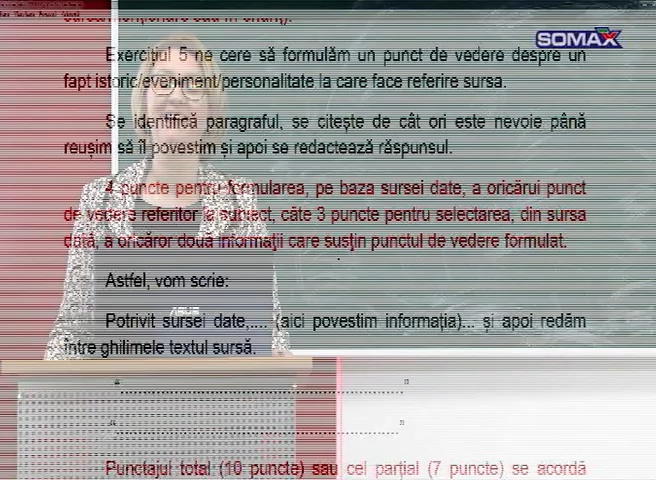 SOMAX
Exercițiul 5 ne cere să formulăm un punct de vedere despre un
fapt istoric/eveniment/personalitate la care face referire sursa.
Se identifică paragraful, se citește de cât ori este nevoie până
reușim să îl povestim și apoi se redactează răspunsul.
4 puncte pentru formularea, pe baza sursei date, a oricărui punct
de vedere referitor la subiect, câte 3 puncte pentru selectarea, din sursa
dată, a oricăror două informații care susțin punctul de vedere formulat.
Astfel, vom scrie:
ASUS
Potrivit sursei date,.... (aici povestim informația)... și apoi redăm
între ghilimele textul sursă.
Punctajul total (10 puncte) sau cel parțial (7 puncte) se acordă